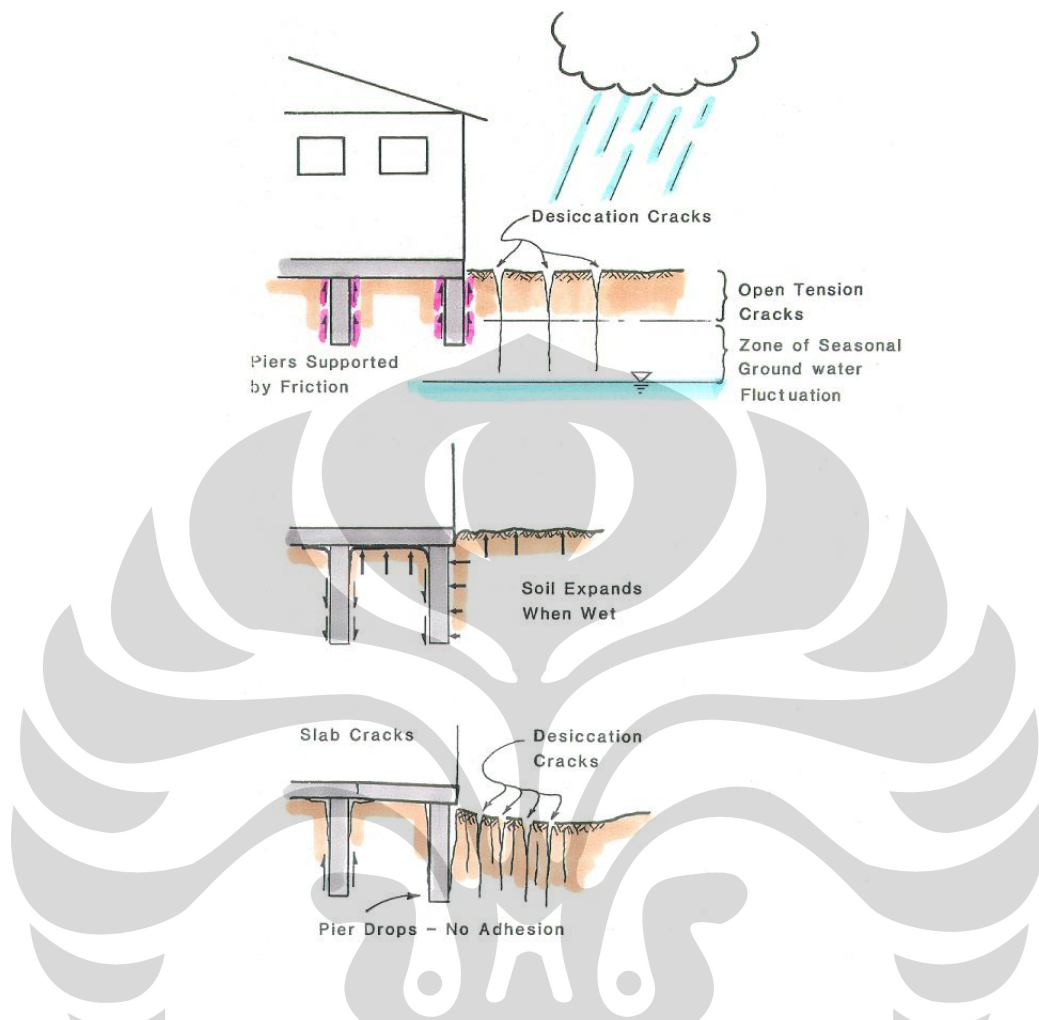 Desiccation Cracks
Open Tension
Cracks
Zone of Seasonal
Ground water
Fluctuation
Piers Supported
by Friction
Soil Expands
When Wet
Slab Cracks
Desiccation
Cracks
Pier Drops – No Adhesion